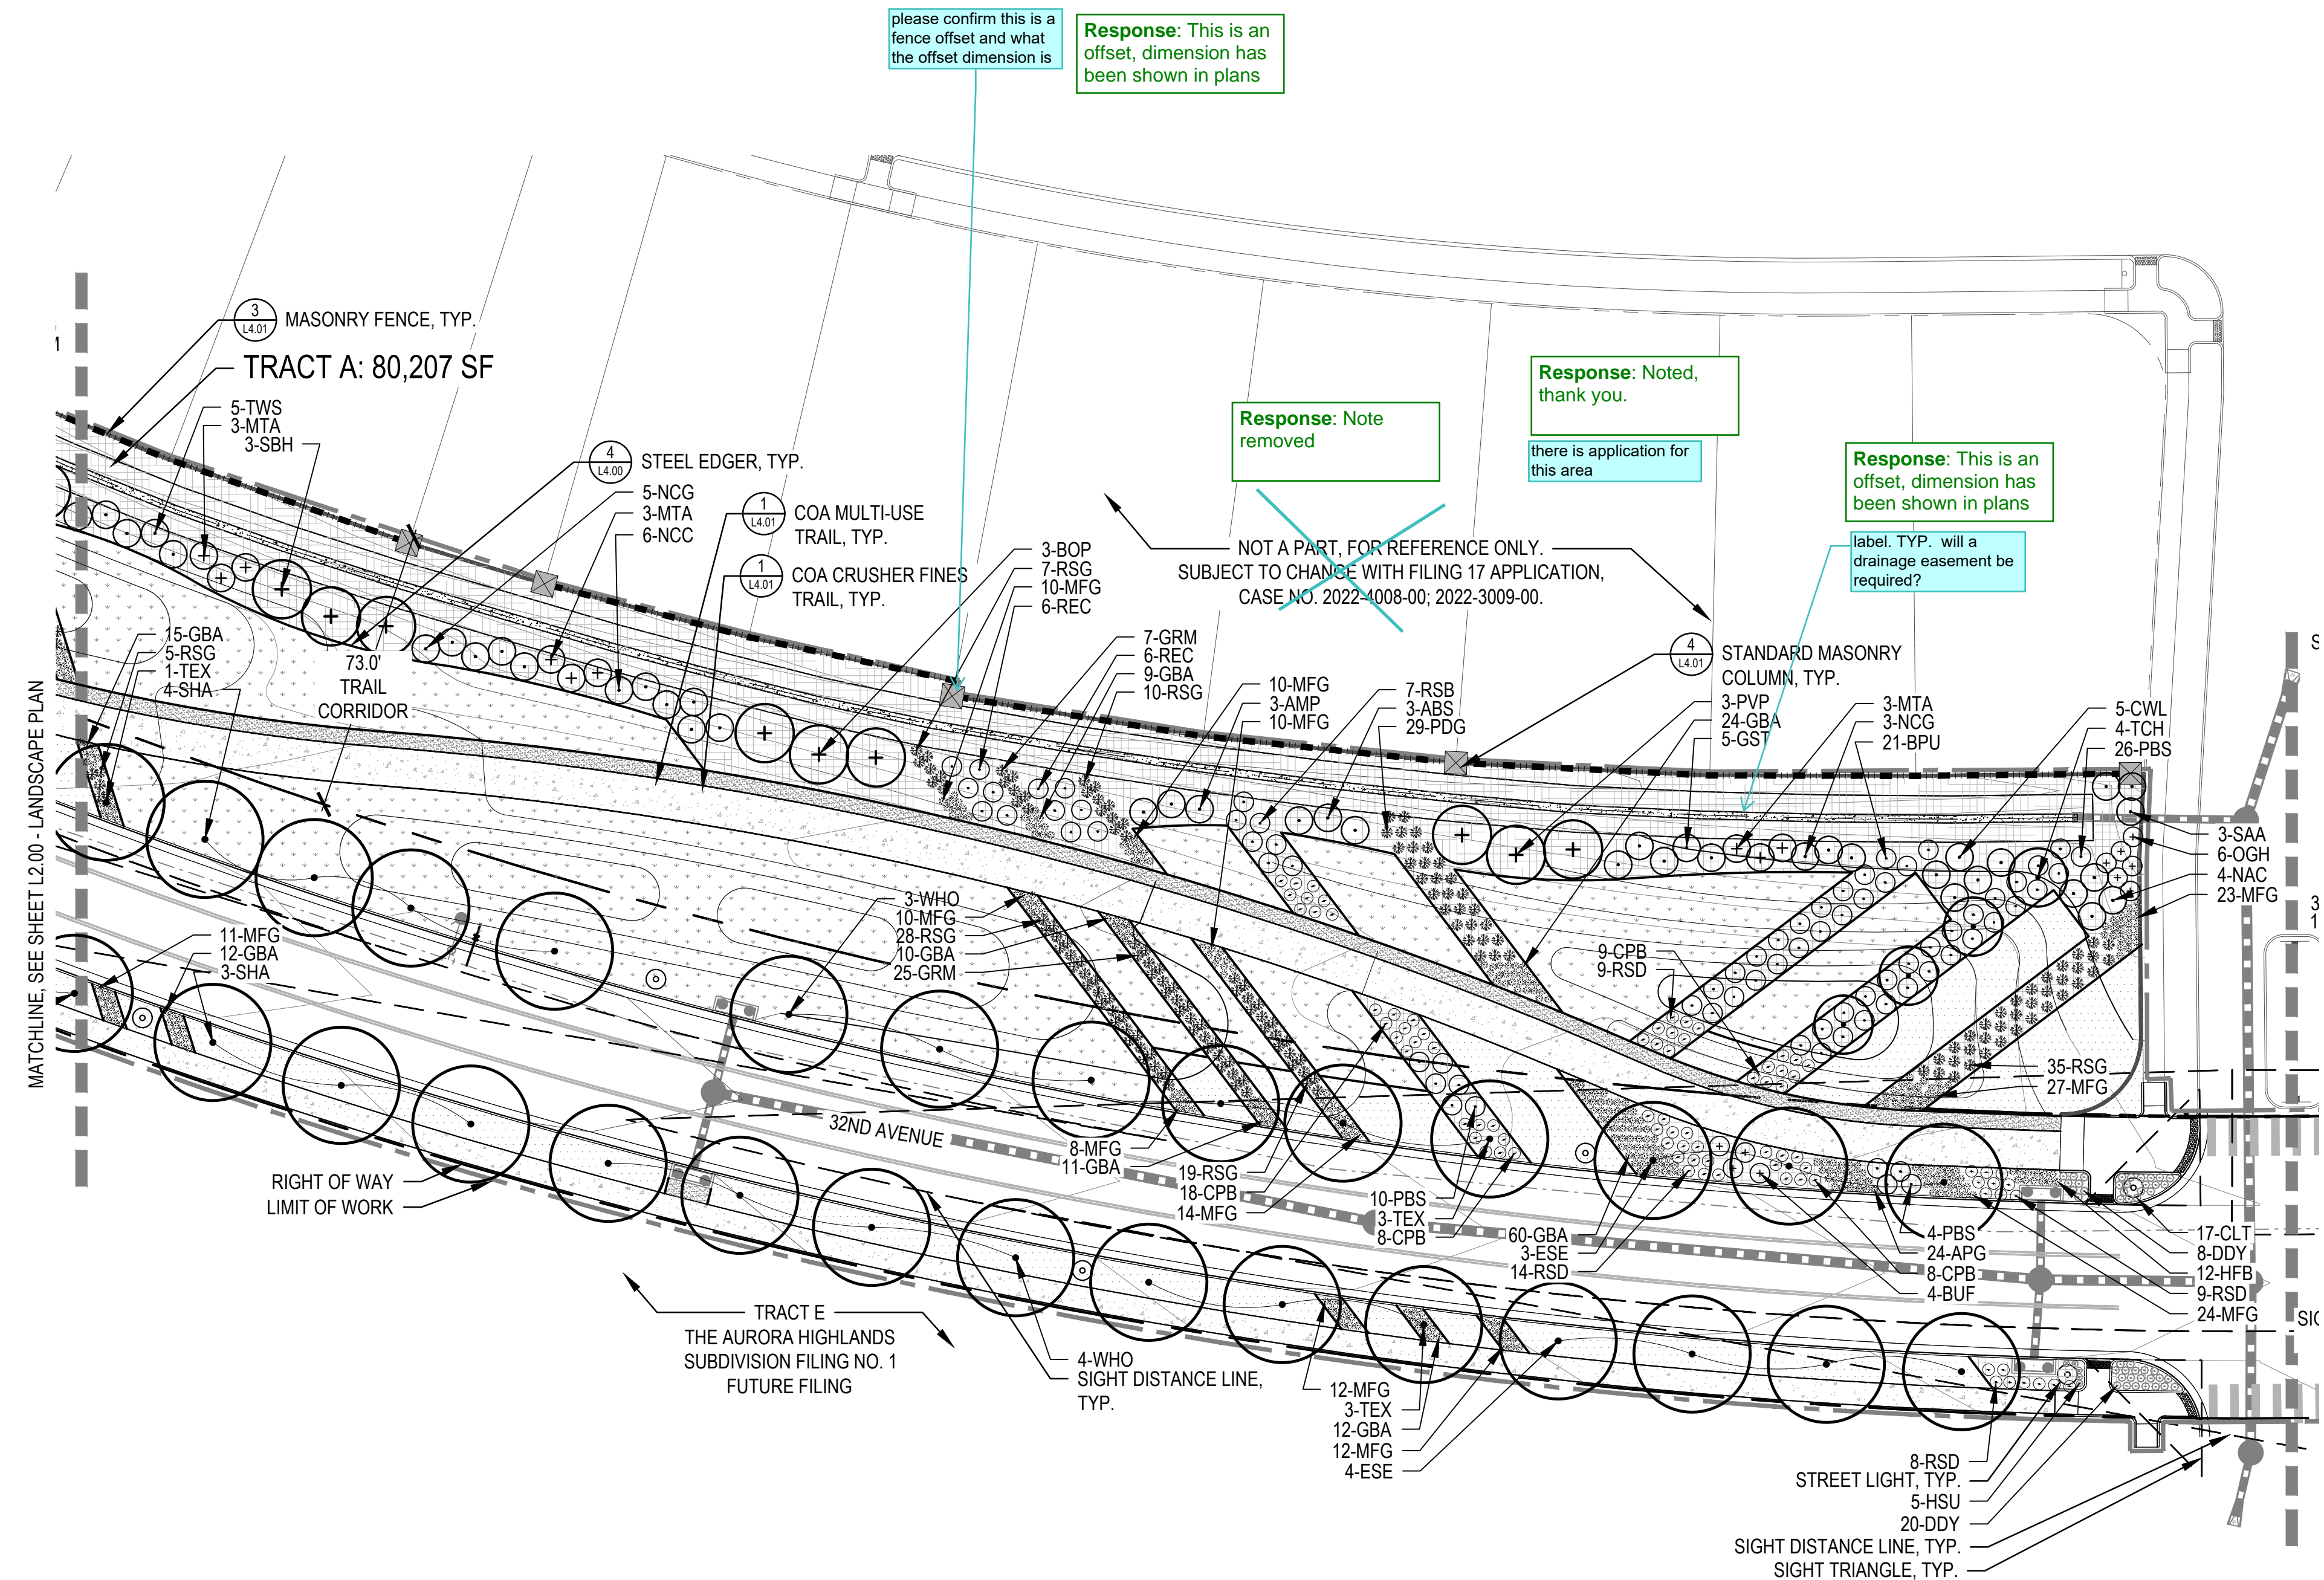 please confirm this is a
fence offset and what
the offset dimension is
Response: This is an
offset, dimension has
been shown in plans
3
L4.01
MASONRY FENCE, TYP.
TRACT A: 80,207 SF
5-TWS
3-MTA
3-SBH
4
L4.00
STEEL EDGER, TYP.
5-NCG
3-MTA
6-NCC
1
L4.01
COA MULTI-USE
TRAIL, TYP.
1
L4.01
COA CRUSHER FINES
TRAIL, TYP.
3-BOP
7-RSG
10-MFG
6-REC
Response: Note
removed
Response: Noted,
thank you.
there is application for
this area
Response: This is an
offset, dimension has
been shown in plans
label. TYP.  will a
drainage easement be
required?
NOT A PART, FOR REFERENCE ONLY.
SUBJECT TO CHANGE WITH FILING 17 APPLICATION,
CASE NO. 2022-4008-00; 2022-3009-00.
7-GRM
6-REC
9-GBA
10-RSG
10-MFG
3-AMP
10-MFG
7-RSB
3-ABS
29-PDG
4
L4.01
STANDARD MASONRY
COLUMN, TYP.
3-PVP
24-GBA
5-GST
3-MTA
3-NCG
21-BPU
5-CWL
4-TCH
26-PBS
15-GBA
5-RSG
1-TEX
4-SHA
73.0'
TRAIL
CORRIDOR
MATCHLINE, SEE SHEET L2.00 - LANDSCAPE PLAN
3-SAA
6-OGH
4-NAC
23-MFG
3-WHO
10-MFG
28-RSG
10-GBA
25-GRM
11-MFG
12-GBA
3-SHA
9-CPB
9-RSD
35-RSG
27-MFG
32ND AVENUE
8-MFG
11-GBA
19-RSG
18-CPB
14-MFG
10-PBS
3-TEX
8-CPB
60-GBA
3-ESE
14-RSD
4-PBS
24-APG
8-CPB
4-BUF
17-CLT
8-DDY
12-HFB
9-RSD
24-MFG
RIGHT OF WAY
LIMIT OF WORK
TRACT E
THE AURORA HIGHLANDS
SUBDIVISION FILING NO. 1
FUTURE FILING
4-WHO
SIGHT DISTANCE LINE,
TYP.
12-MFG
3-TEX
12-GBA
12-MFG
4-ESE
8-RSD
STREET LIGHT, TYP.
5-HSU
20-DDY
SIGHT DISTANCE LINE, TYP.
SIGHT TRIANGLE, TYP.